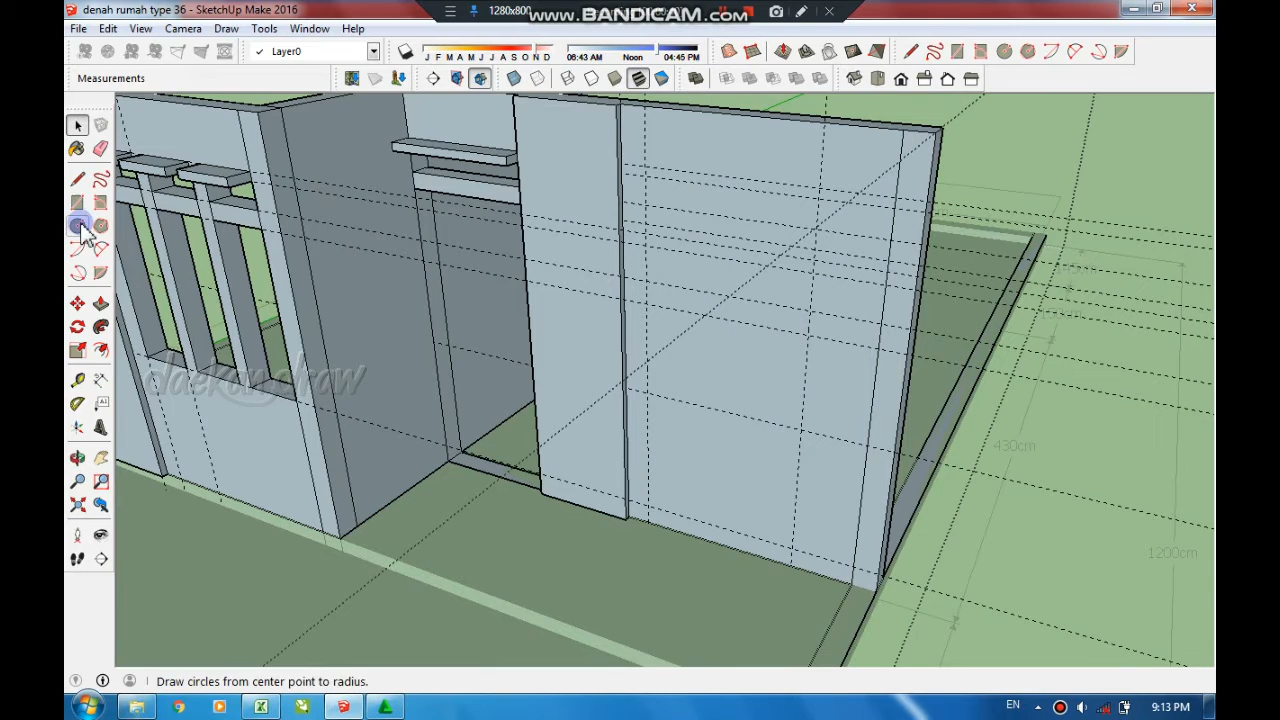 denah rumah type 36 - SketchUp Make 2016
1280x800
www.BANDICAM.com
File Edit View Camera Draw Tools Window Help
Layer0
J F M A M J J A S O N D
06:43 AM Noon 04:45 PM
Measurements
daekan draw
430cm
1200cm
Draw circles from center point to radius.
EN
9:13 PM